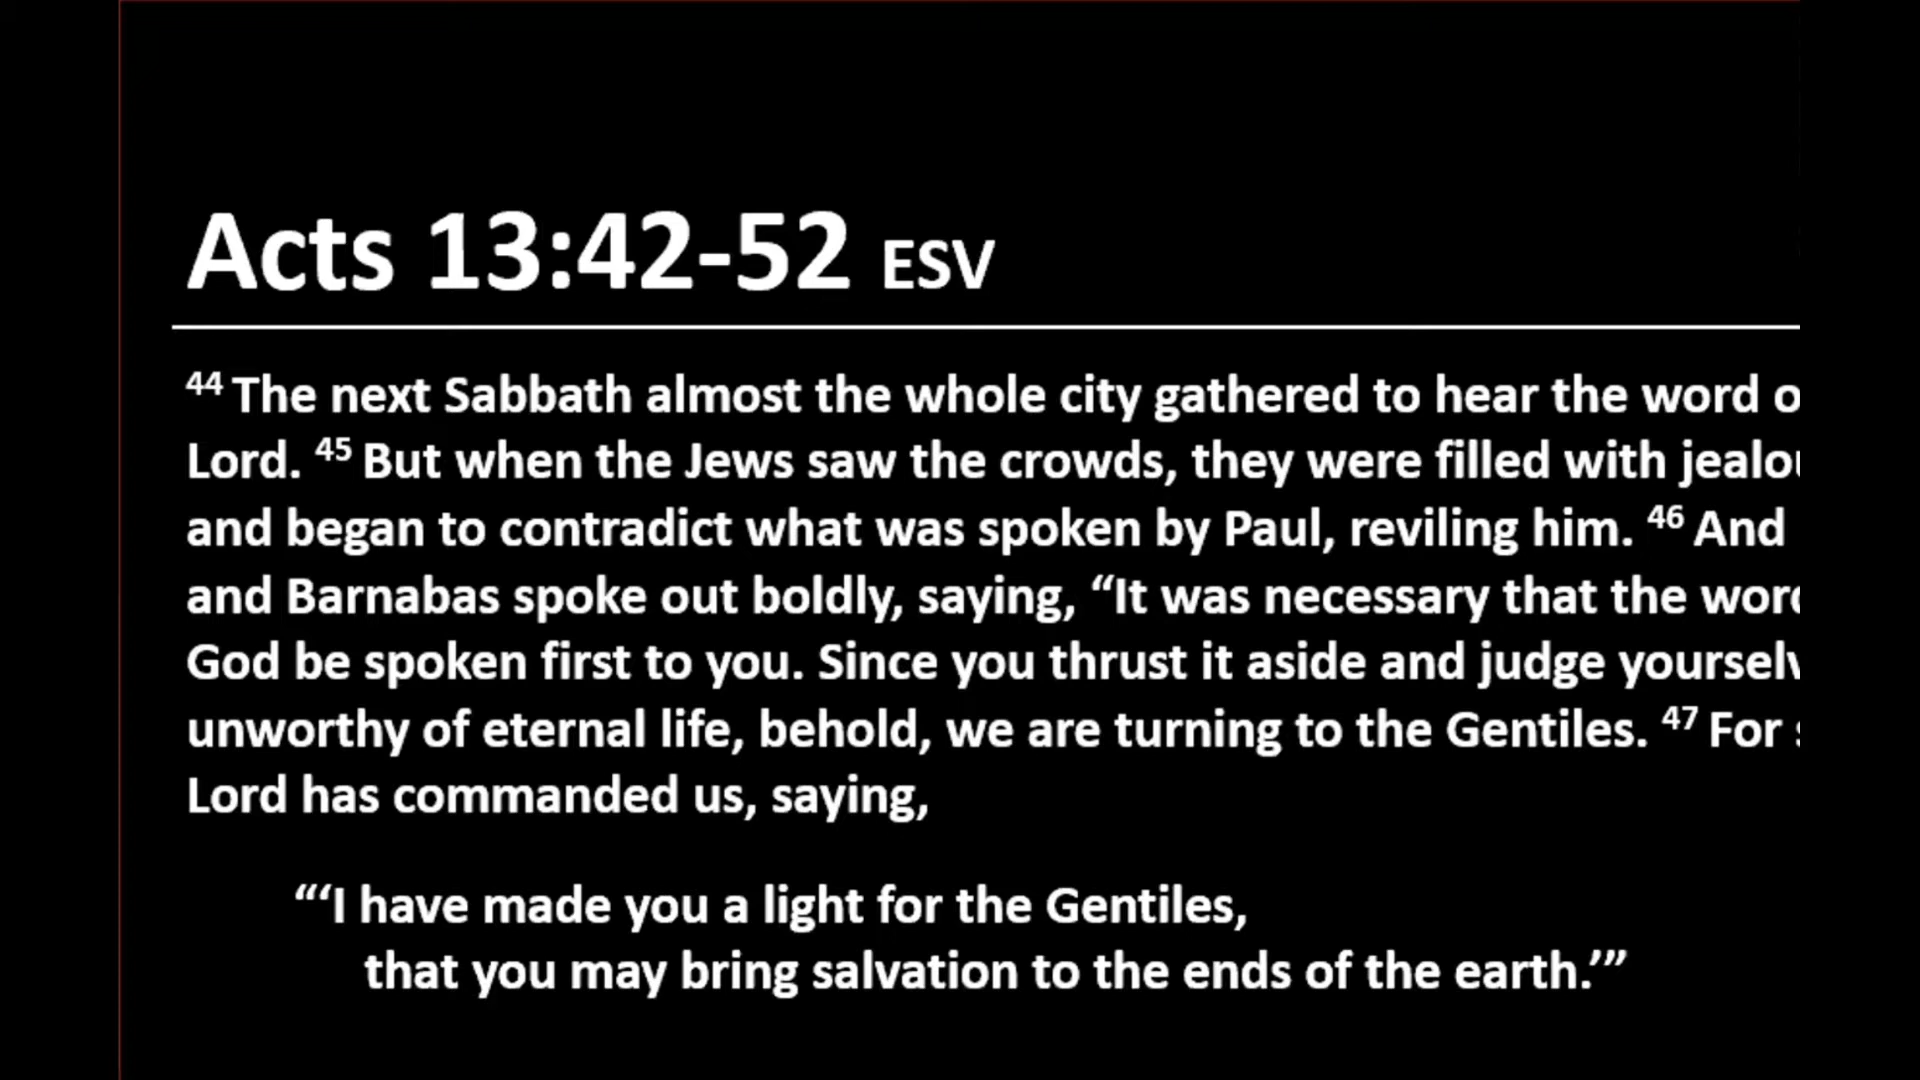 Acts 13:42-52 ESV
44 The next Sabbath almost the whole city gathered to hear the word
Lord. 45 But when the Jews saw the crowds, they were filled with
and began to contradict what was spoken by Paul, reviling him. 46 And
and Barnabas spoke out boldly, saying, “It was necessary that the
God be spoken first to you. Since you thrust it aside and judge
unworthy of eternal life, behold, we are turning to the Gentiles. 47 For
Lord has commanded us, saying,
“‘I have made you a light for the Gentiles,
that you may bring salvation to the ends of the earth.’”